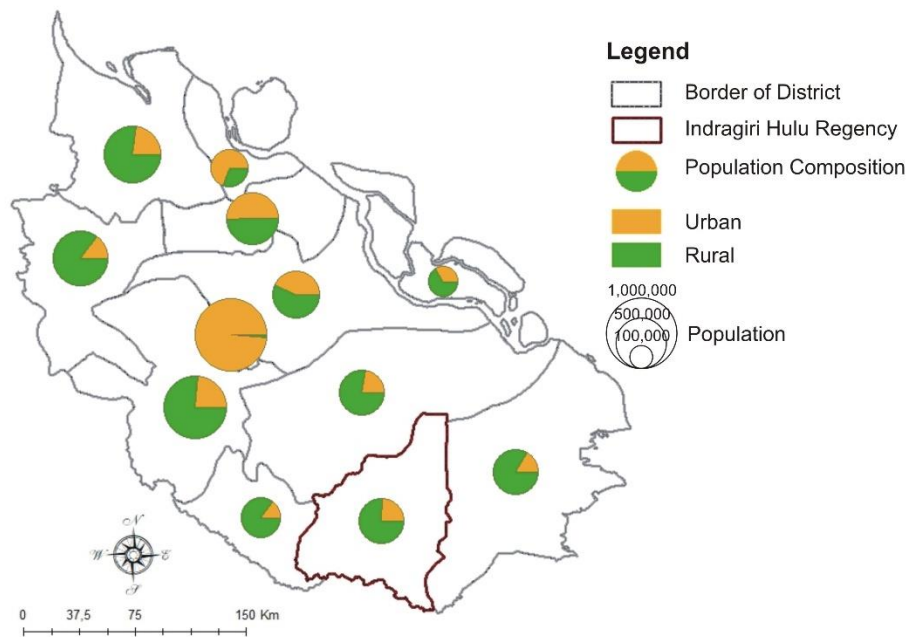 Legend
Border of District
Indragiri Hulu Regency
Population Composition
Urban
Rural
1,000,000
500,000
100,000
Population
N
W E
S
0 37,5 75 150 Km